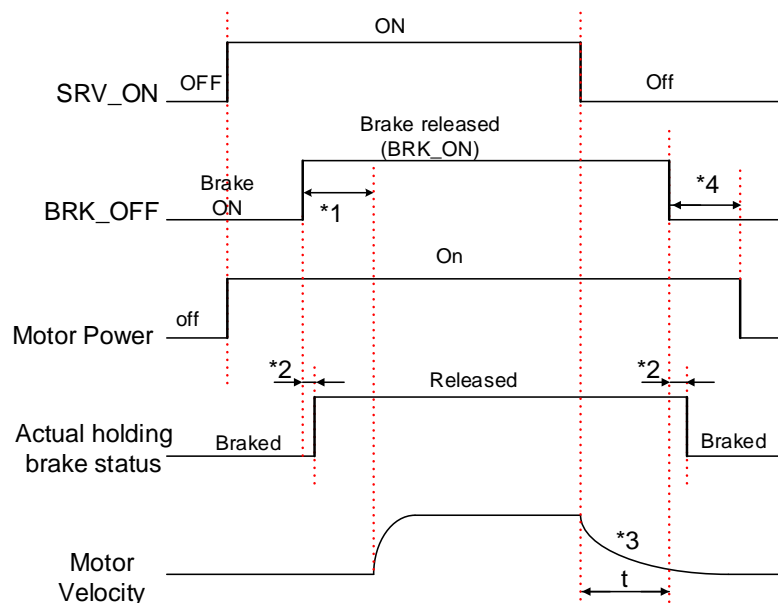 ON
OFF
Off
SRV_ON
Brake released
(BRK_ON)
Brake
ON
*1
*4
BRK_OFF
On
off
Motor Power
*2
Released
*2
Actual holding
brake status
Braked
Braked
*3
Motor
Velocity
t